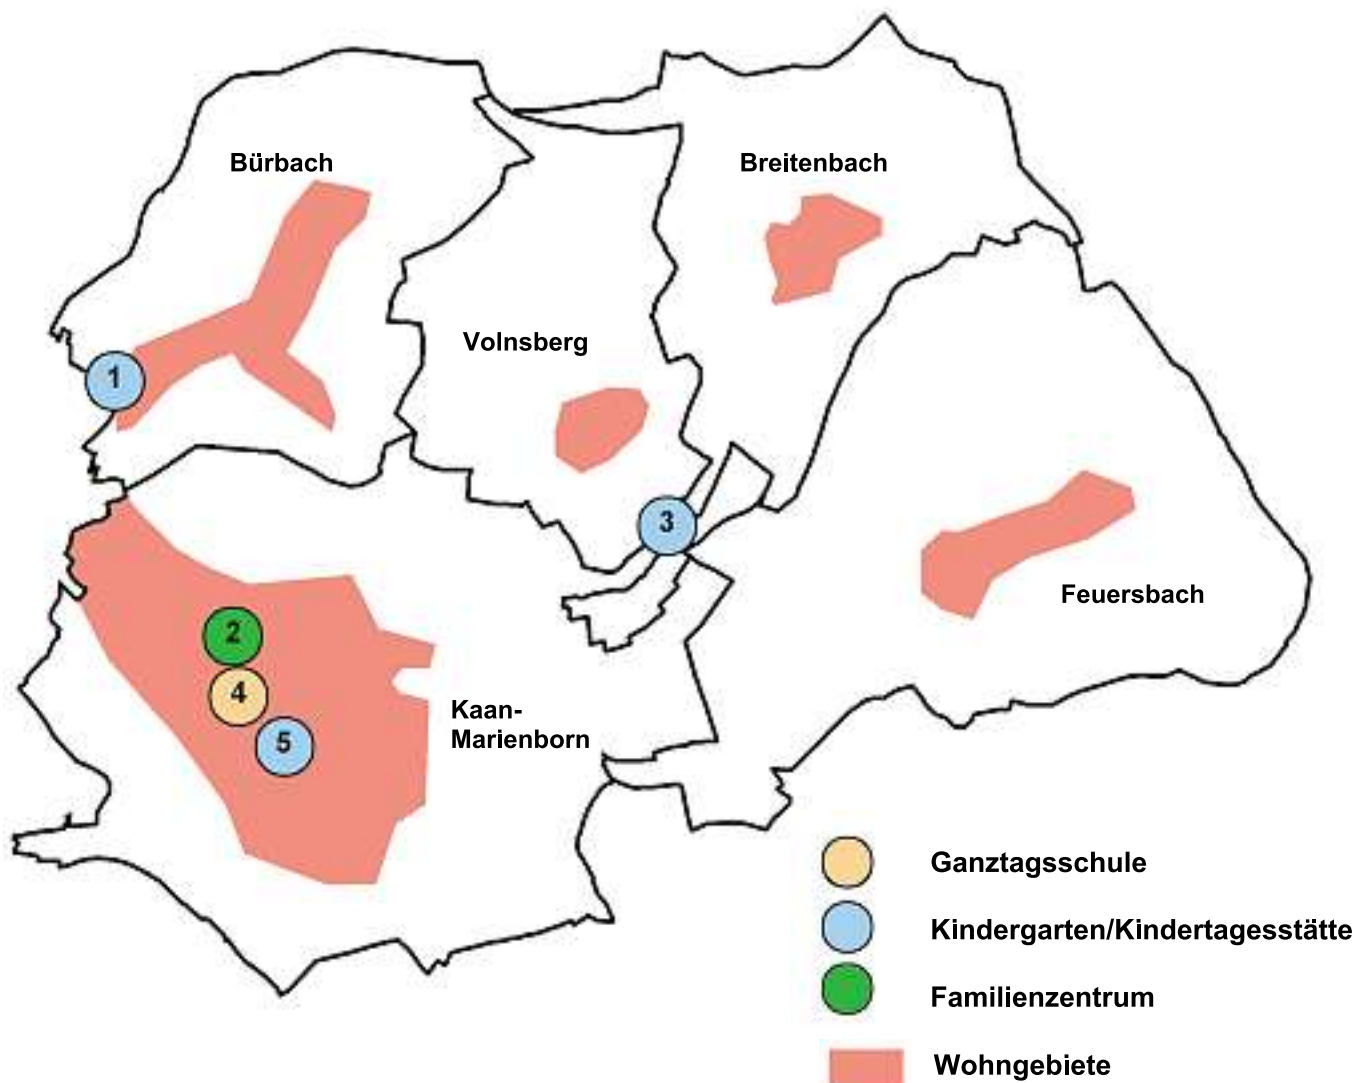 Bürbach
Breitenbach
Volnsberg
1
3
Feuersbach
2
4
Kaan-
Marienborn
5
Ganztagsschule
Kindergarten/Kindertagesstätte
Familienzentrum
Wohngebiete